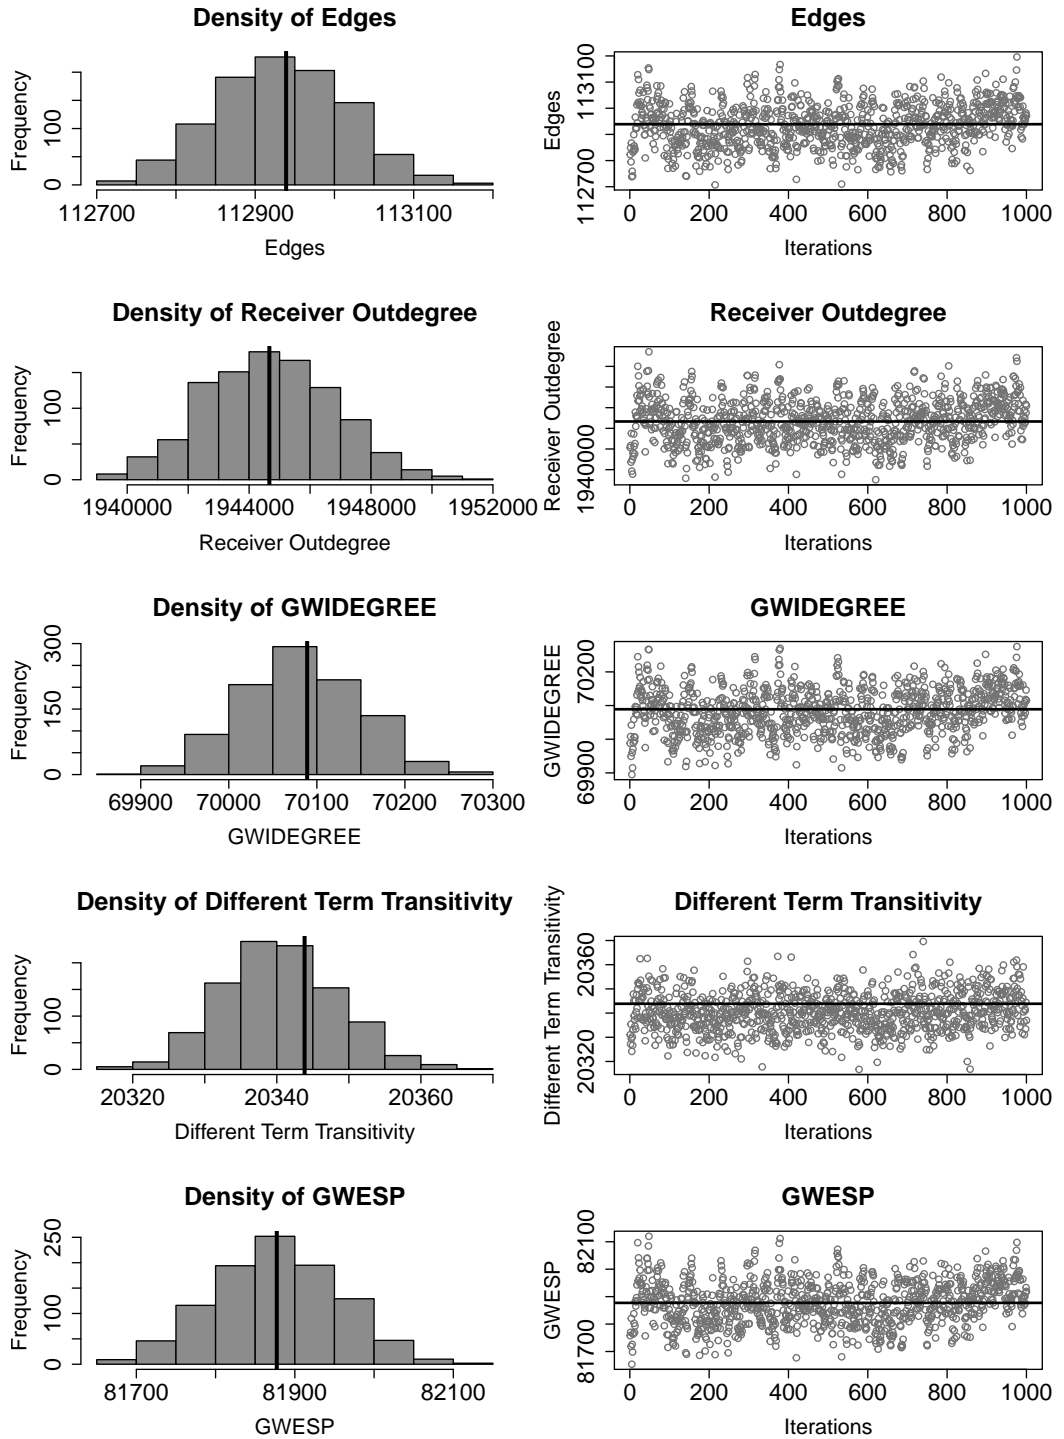 Density of Edges
Frequency
0 100
112700 112900 113100
Edges
Edges
Edges
112700 113100
0 200 400 600 800 1000
Iterations
Density of Receiver Outdegree
Frequency
0 100
1940000 1944000 1948000 1952000
Receiver Outdegree
Receiver Outdegree
Receiver Outdegree
1940000
0 200 400 600 800 1000
Iterations
Density of GWIDEGREE
Frequency
0 150 300
69900 70000 70100 70200 70300
GWIDEGREE
GWIDEGREE
GWIDEGREE
69900 70200
0 200 400 600 800 1000
Iterations
Density of Different Term Transitivity
Frequency
0 100
20320 20340 20360
Different Term Transitivity
Different Term Transitivity
Different Term Transitivity
20320 20360
0 200 400 600 800 1000
Iterations
Density of GWESP
Frequency
0 100 250
81700 81900 82100
GWESP
GWESP
GWESP
81700 82100
0 200 400 600 800 1000
Iterations